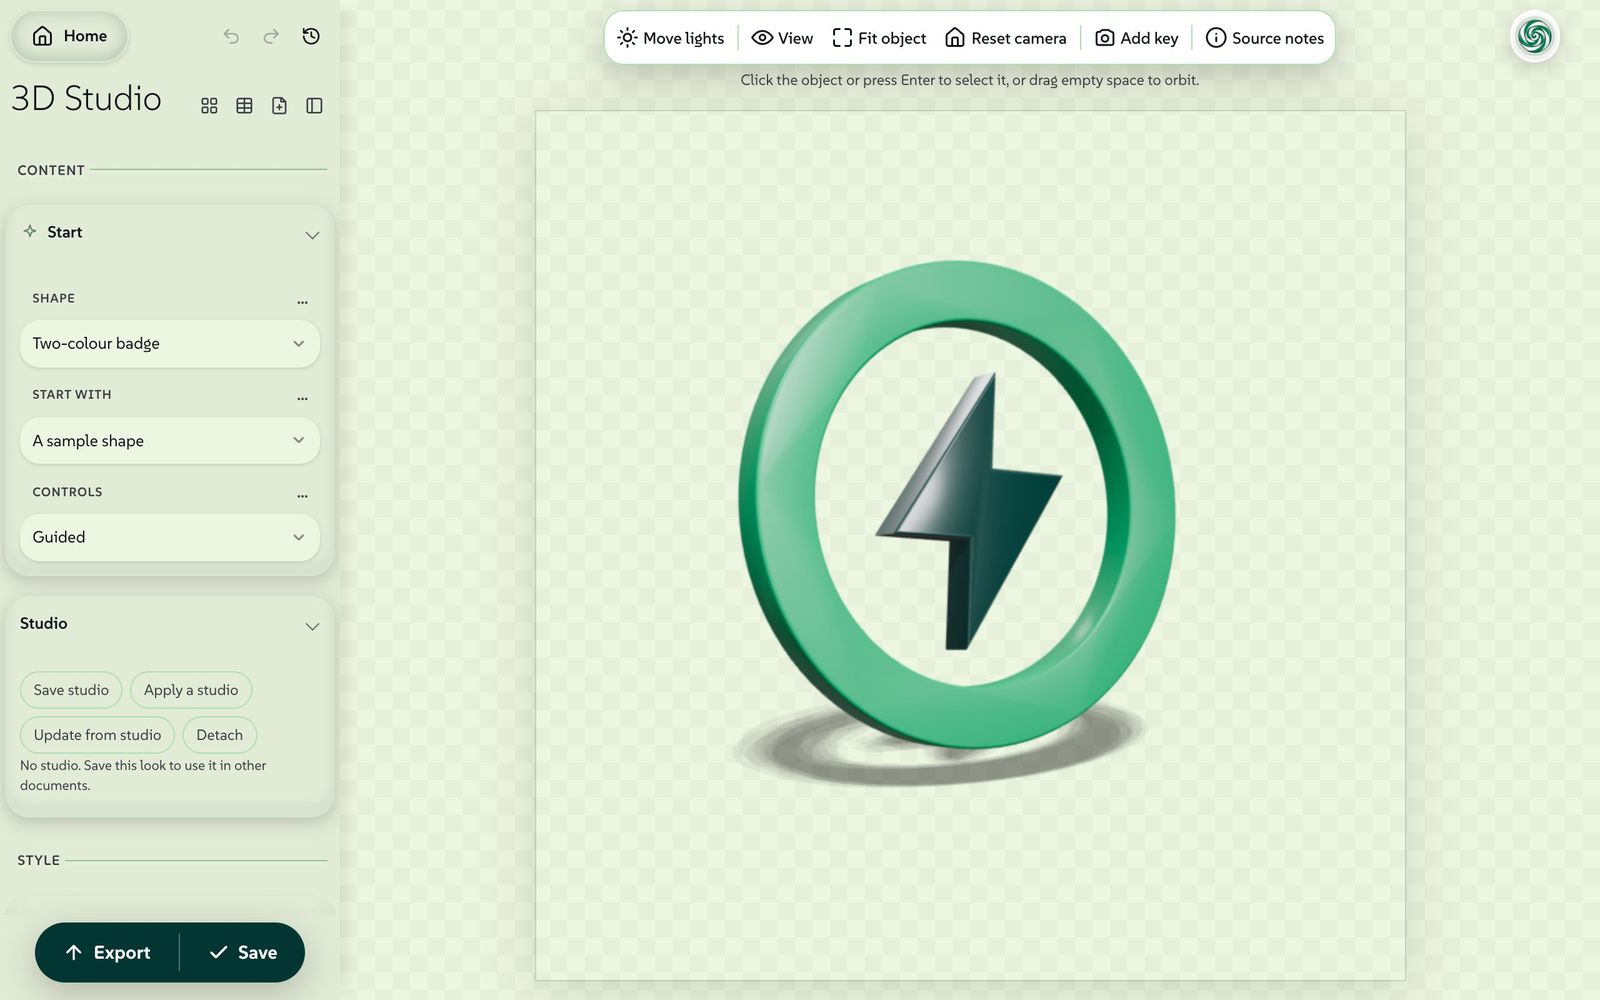 Home
3D Studio
CONTENT
Start
SHAPE
Two-colour badge
START WITH
A sample shape
CONTROLS
Guided
Studio
Save studio
Apply a studio
Update from studio
Detach
No studio. Save this look to use it in other
documents.
STYLE
Export
Save
Move lights
View
Fit object
Reset camera
Add key
Source notes
Click the object or press Enter to select it, or drag empty space to orbit.